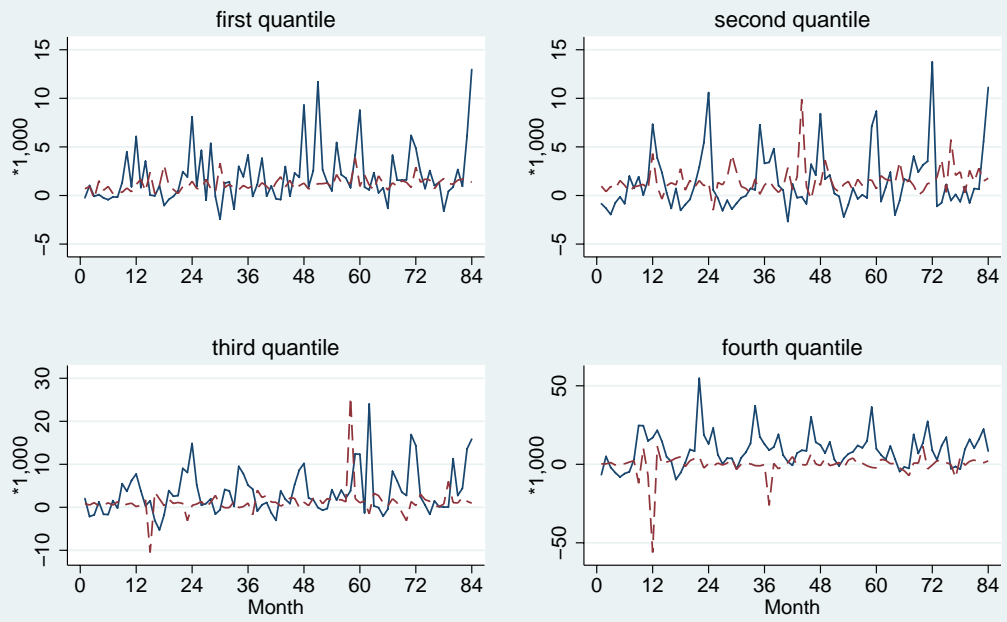 first quantile
second quantile
*1,000
15
10
5
0
−5
0 12 24 36 48 60 72 84
*1,000
15
10
5
0
−5
0 12 24 36 48 60 72 84
third quantile
fourth quantile
*1,000
30
20
10
0
−10
0 12 24 36 48 60 72 84
Month
*1,000
50
0
−50
0 12 24 36 48 60 72 84
Month